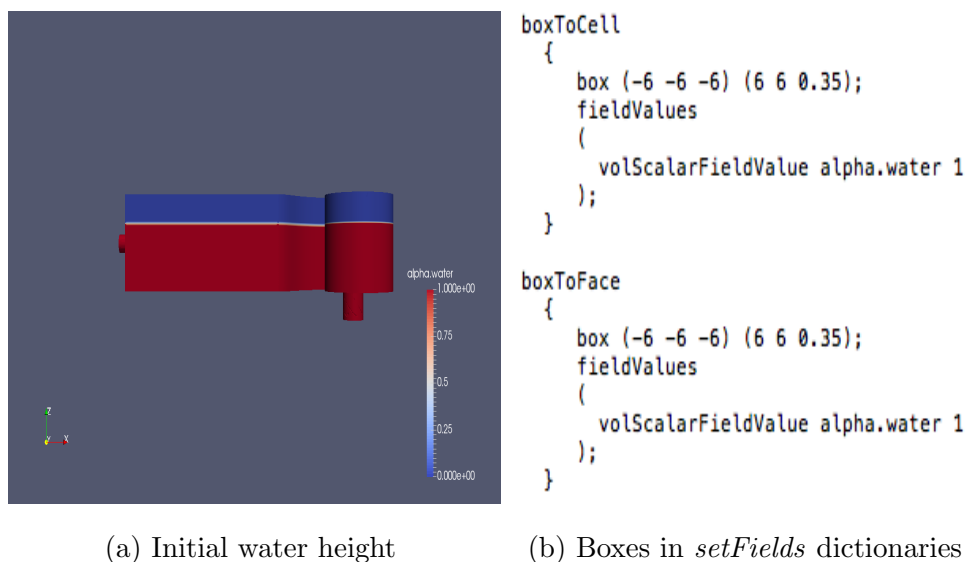 alpha.water
1.000e+00
0.75
0.5
0.25
0.000e+00
Z
Y
X
boxToCell
{
box (-6 -6 -6) (6 6 0.35);
fieldValues
(
volScalarFieldValue alpha.water 1
);
}
boxToFace
{
box (-6 -6 -6) (6 6 0.35);
fieldValues
(
volScalarFieldValue alpha.water 1
);
}
(a) Initial water height
(b) Boxes in setFields dictionaries